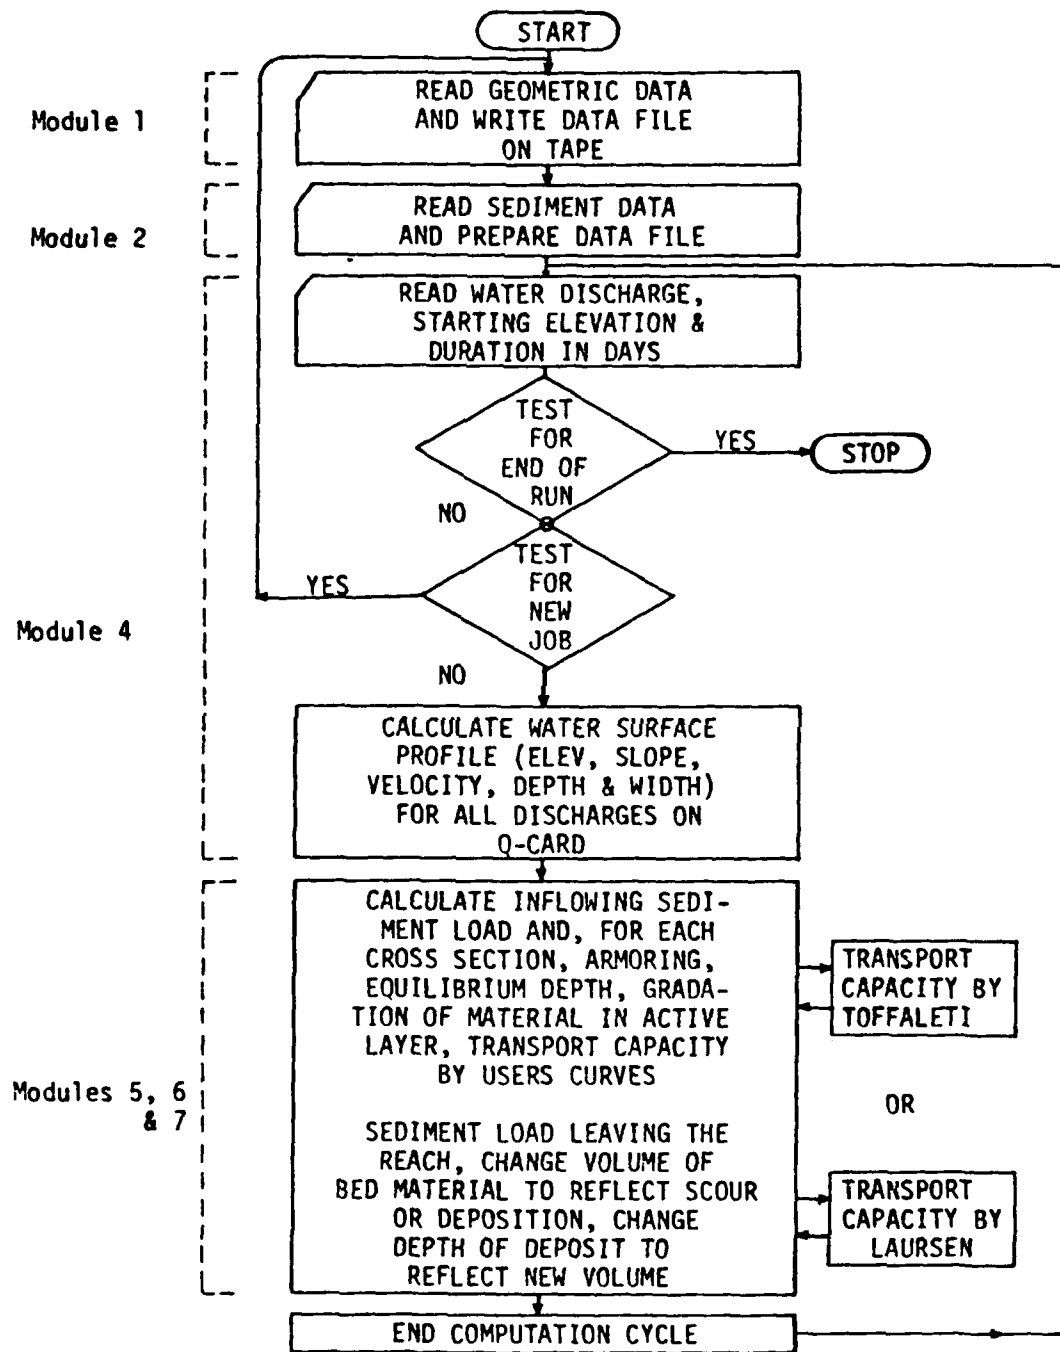 START
Module 1
READ GEOMETRIC DATA
AND WRITE DATA FILE
ON TAPE
Module 2
READ SEDIMENT DATA
AND PREPARE DATA FILE
READ WATER DISCHARGE,
STARTING ELEVATION &
DURATION IN DAYS
TEST
FOR
END OF
RUN
YES
STOP
NO
TEST
FOR
NEW
JOB
YES
Module 4
NO
CALCULATE WATER SURFACE
PROFILE (ELEV, SLOPE,
VELOCITY, DEPTH & WIDTH)
FOR ALL DISCHARGES ON
Q-CARD
Modules 5, 6
& 7
CALCULATE INFLOWING SEDI-
MENT LOAD AND, FOR EACH
CROSS SECTION, ARMORING,
EQUILIBRIUM DEPTH, GRADA-
TION OF MATERIAL IN ACTIVE
LAYER, TRANSPORT CAPACITY
BY USERS CURVES
SEDIMENT LOAD LEAVING THE
REACH, CHANGE VOLUME OF
BED MATERIAL TO REFLECT SCOUR
OR DEPOSITION, CHANGE
DEPTH OF DEPOSIT TO
REFLECT NEW VOLUME
TRANSPORT
CAPACITY BY
TOFFALETI
OR
TRANSPORT
CAPACITY BY
LAURSEN
END COMPUTATION CYCLE